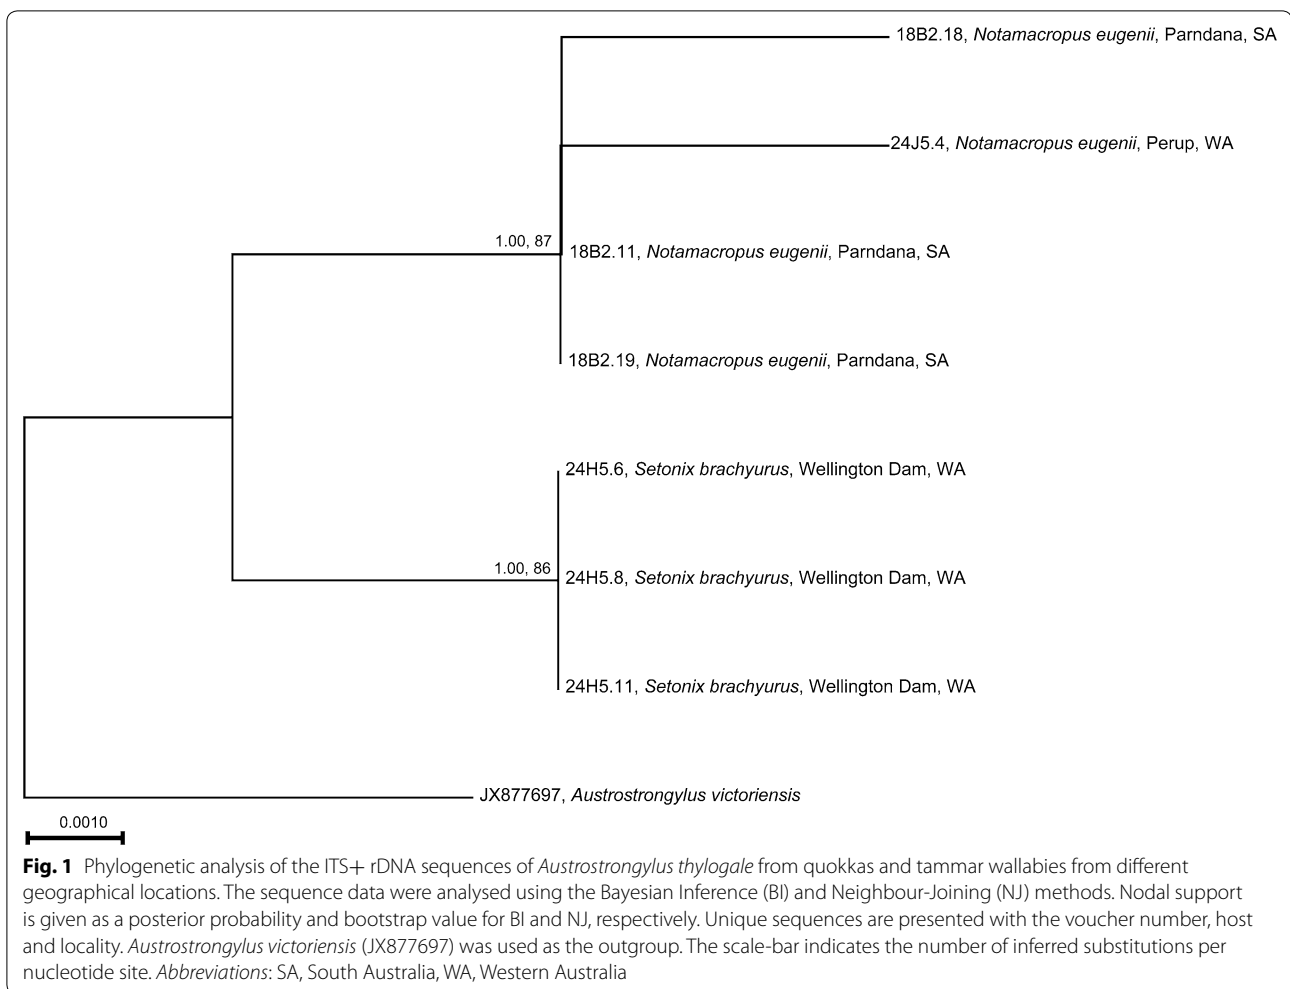 18B2.18, Notamacropus eugenii, Parndana, SA
24J5.4, Notamacropus eugenii, Perup, WA
1.00, 87
18B2.11, Notamacropus eugenii, Parndana, SA
18B2.19, Notamacropus eugenii, Parndana, SA
24H5.6, Setonix brachyurus, Wellington Dam, WA
1.00, 86
24H5.8, Setonix brachyurus, Wellington Dam, WA
24H5.11, Setonix brachyurus, Wellington Dam, WA
JX877697, Austrostrongylus victoriensis
0.0010
Fig. 1 Phylogenetic analysis of the ITS+ rDNA sequences of Austrostrongylus thylogale from quokkas and tammar wallabies from different
geographical locations. The sequence data were analysed using the Bayesian Inference (BI) and Neighbour-Joining (NJ) methods. Nodal support
is given as a posterior probability and bootstrap value for BI and NJ, respectively. Unique sequences are presented with the voucher number, host
and locality. Austrostrongylus victoriensis (JX877697) was used as the outgroup. The scale-bar indicates the number of inferred substitutions per
nucleotide site. Abbreviations: SA, South Australia, WA, Western Australia